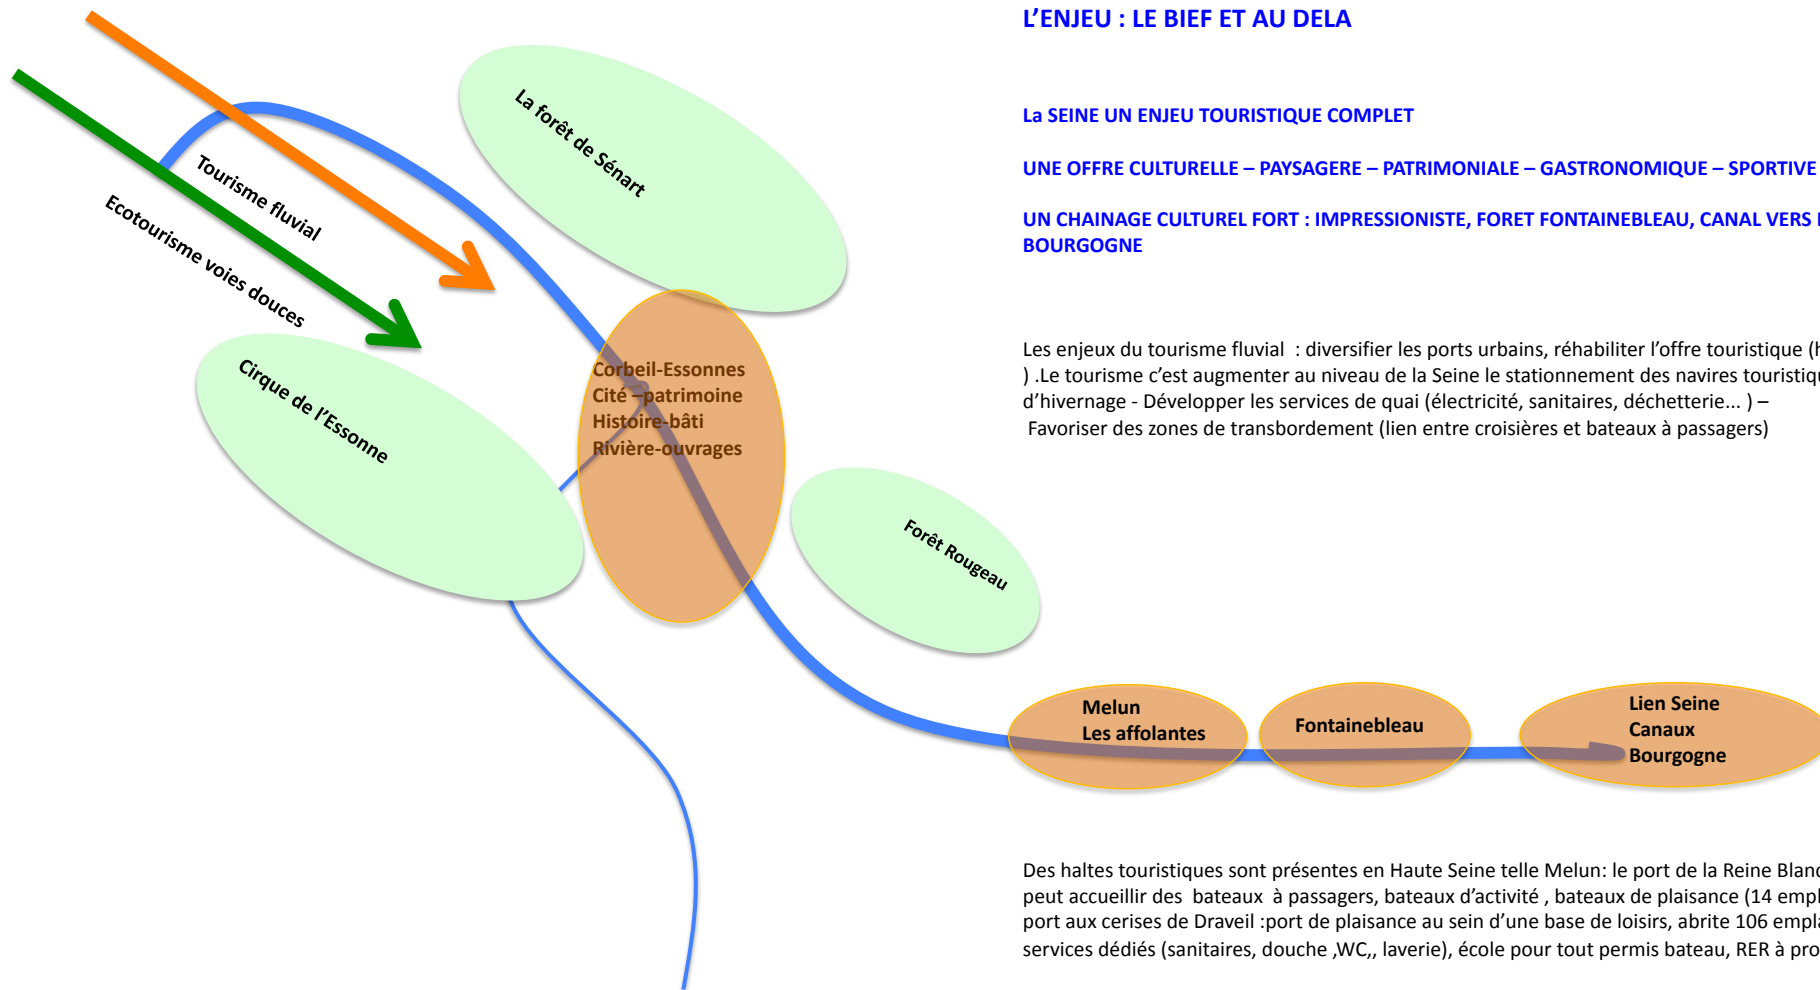 L’ENJEU : LE BIEF ET AU DELA
La SEINE UN ENJEU TOURISTIQUE COMPLET
UNE OFFRE CULTURELLE – PAYSAGERE – PATRIMONIALE – GASTRONOMIQUE – SPORTIVE
UN CHAINAGE CULTUREL FORT : IMPRESSIONISTE, FORET FONTAINEBLEAU, CANAL VERS
BOURGOGNE
Les enjeux du tourisme fluvial : diversifier les ports urbains, réhabiliter l’offre touristique
) .Le tourisme c’est augmenter au niveau de la Seine le stationnement des navires
d’hivernage - Développer les services de quai (électricité, sanitaires, déchetterie... ) –
Favoriser des zones de transbordement (lien entre croisières et bateaux à passagers)
La forêt de Sénart
Tourisme fluvial
Ecotourisme voies douces
Cirque de l’Essonne
Corbeil-Essonnes
Cité –patrimoine
Histoire-bâti
Rivière-ouvrages
Forêt Rougeau
Melun
Les affolantes
Fontainebleau
Lien Seine
Canaux
Bourgogne
Des haltes touristiques sont présentes en Haute Seine telle Melun: le port de la Reine
peut accueillir des bateaux à passagers, bateaux d’activité , bateaux de plaisance (14
port aux cerises de Draveil :port de plaisance au sein d’une base de loisirs, abrite 106
services dédiés (sanitaires, douche ,WC,, laverie), école pour tout permis bateau, RER à